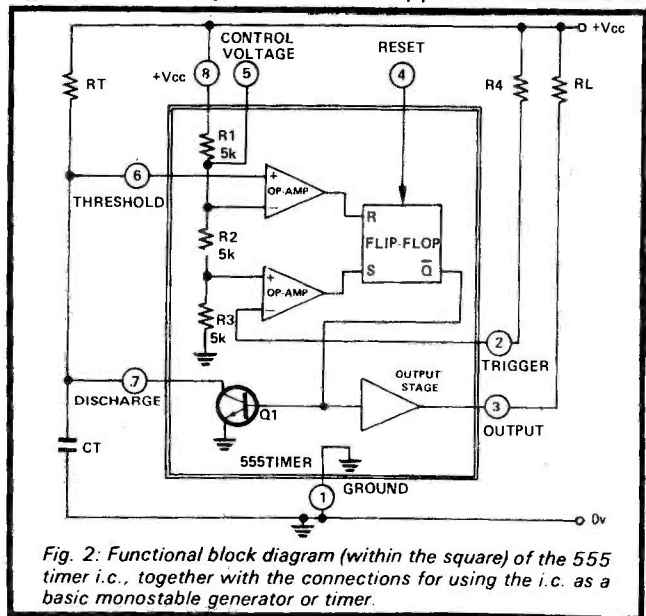 CONTROL
VOLTAGE
RESET
+Vcc
RT
+Vcc
8
5
4
R4
RL
R1
5k
6
THRESHOLD
+
OP-AMP
−
R
FLIP-FLOP
S
Q̅
R2
5k
+
OP-AMP
−
R3
5k
2
TRIGGER
.7
DISCHARGE
Q1
OUTPUT
STAGE
3
OUTPUT
CT
555TIMER
GROUND
1
0v
Fig. 2: Functional block diagram (within the square) of the 555
timer i.c., together with the connections for using the i.c. as a
basic monostable generator or timer.